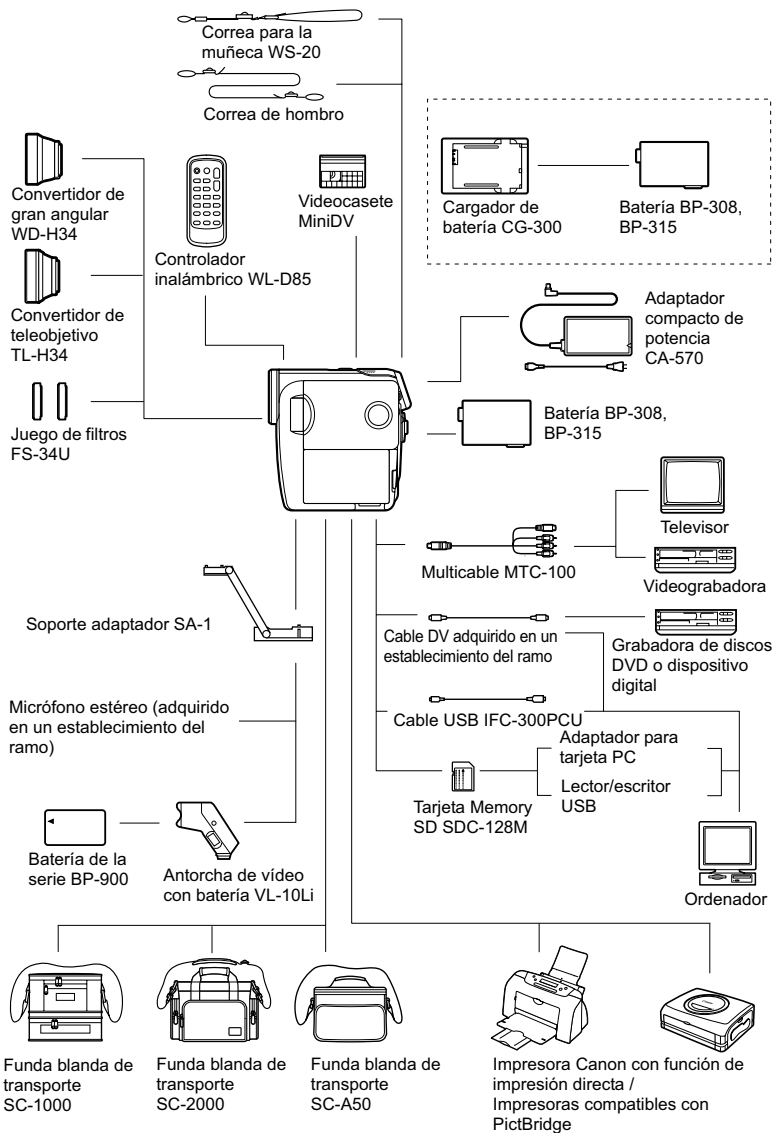 Correa para la
muñeca WS-20
Correa de hombro
Convertidor de
gran angular
WD-H34
Controlador
inalámbrico WL-D85
Videocasete
MiniDV
Cargador de
batería CG-300
Batería BP-308,
BP-315
Convertidor de
teleobjetivo
TL-H34
Adaptador
compacto de
potencia
CA-570
Juego de filtros
FS-34U
Batería BP-308,
BP-315
Televisor
Multicable MTC-100
Videograbadora
Soporte adaptador SA-1
Cable DV adquirido en un
establecimiento del ramo
Grabadora de discos
DVD o dispositivo
digital
Micrófono estéreo (adquirido
en un establecimiento del
ramo)
Cable USB IFC-300PCU
Adaptador para
tarjeta PC
Lector/escritor
USB
Tarjeta Memory
SD SDC-128M
Ordenador
Batería de la
serie BP-900
Antorcha de vídeo
con batería VL-10Li
Funda blanda de
transporte
SC-1000
Funda blanda de
transporte
SC-2000
Funda blanda de
transporte
SC-A50
Impresora Canon con función de
impresión directa /
Impresoras compatibles con
PictBridge